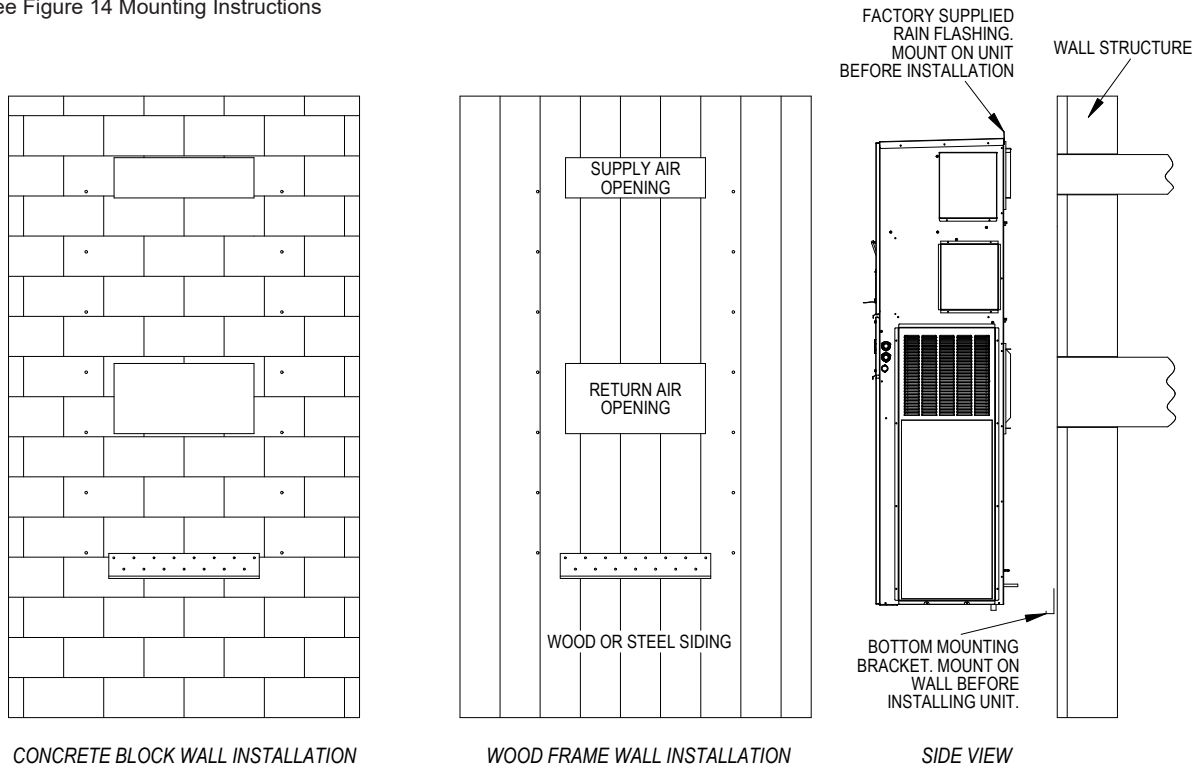 ee Figure 14 Mounting Instructions
FACTORY SUPPLIED
RAIN FLASHING.
MOUNT ON UNIT
BEFORE INSTALLATION
WALL STRUCTURE
SUPPLY AIR
OPENING
RETURN AIR
OPENING
WOOD OR STEEL SIDING
BOTTOM MOUNTING
BRACKET. MOUNT ON
WALL BEFORE
INSTALLING UNIT.
CONCRETE BLOCK WALL INSTALLATION
WOOD FRAME WALL INSTALLATION
SIDE VIEW